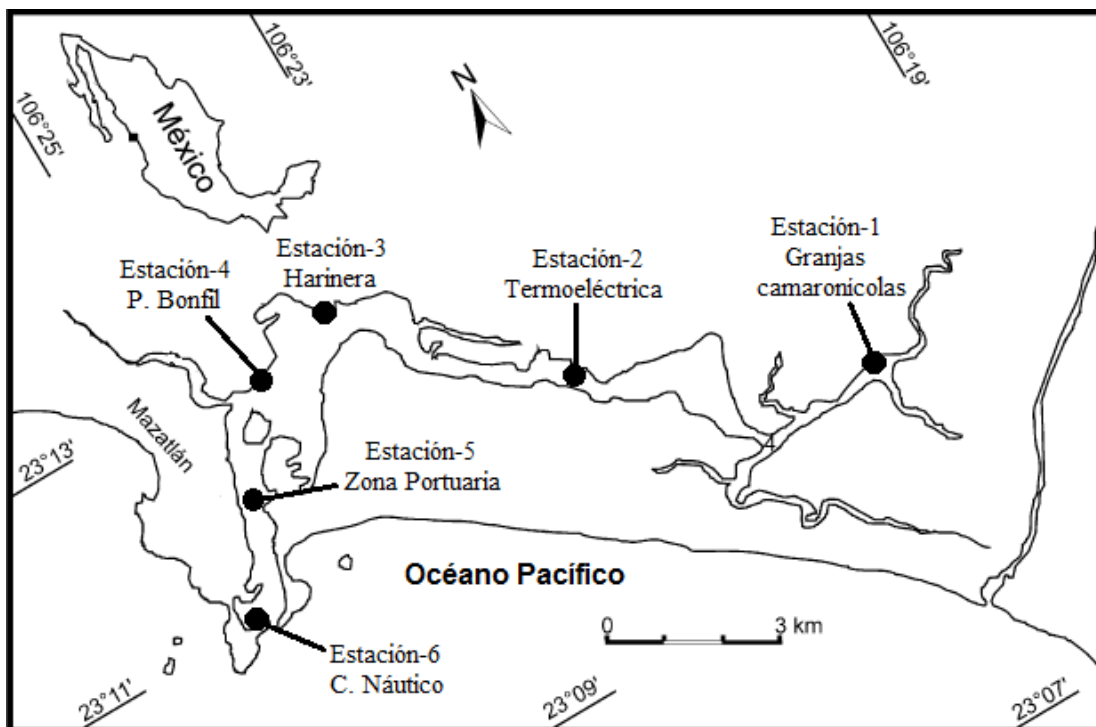 106°23'
106°19'
106°25'
N
México
Estación-1
Granjas
camaronicolas
Estación-3
Harinera
Estación-2
Termoeléctrica
Estación-4
P. Bonfil
Mazatlán
23°13'
Estación-5
Zona Portuaria
Océano Pacífico
0 3 km
Estación-6
C. Náutico
23°11'
23°09'
23°07'